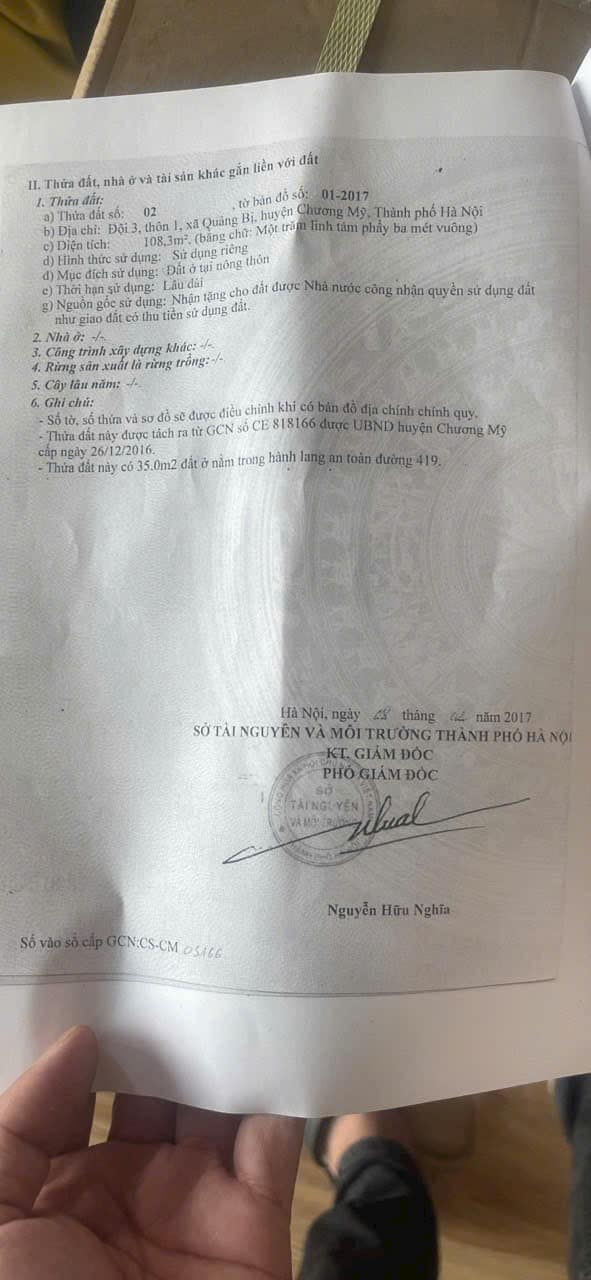 II. Thửa đất, nhà ở và tài sản khác gắn liền với đất
1. Thửa đất:
a) Thửa đất số: 02 , tờ bản đồ số: 01-2017
b) Địa chỉ: Đội 3, thôn 1, xã Quảng Bị, huyện Chương Mỹ, Thành phố Hà Nội
c) Diện tích: 108,3m². (bằng chữ: Một trăm linh tám phẩy ba mét vuông)
d) Hình thức sử dụng: Sử dụng riêng
đ) Mục đích sử dụng: Đất ở tại nông thôn
e) Thời hạn sử dụng: Lâu dài
g) Nguồn gốc sử dụng: Nhận tặng cho đất được Nhà nước công nhận quyền sử dụng đất
như giao đất có thu tiền sử dụng đất.
2. Nhà ở: -/-.
3. Công trình xây dựng khác: -/-.
4. Rừng sản xuất là rừng trồng: -/-.
5. Cây lâu năm: -/-.
6. Ghi chú:
- Số tờ, số thửa và sơ đồ sẽ được điều chỉnh khi có bản đồ địa chính chính quy.
- Thửa đất này được tách ra từ GCN số CE 818166 được UBND huyện Chương Mỹ
cấp ngày 26/12/2016.
- Thửa đất này có 35.0m2 đất ở nằm trong hành lang an toàn đường 419.
Hà Nội, ngày tháng 02 năm 2017
SỞ TÀI NGUYÊN VÀ MÔI TRƯỜNG THÀNH PHỐ HÀ NỘI
KT. GIÁM ĐỐC
PHÓ GIÁM ĐỐC
SỞ
TÀI NGUYÊN
VÀ MÔI TRƯỜNG
Nguyễn Hữu Nghĩa
Số vào sổ cấp GCN:CS-CM 05166